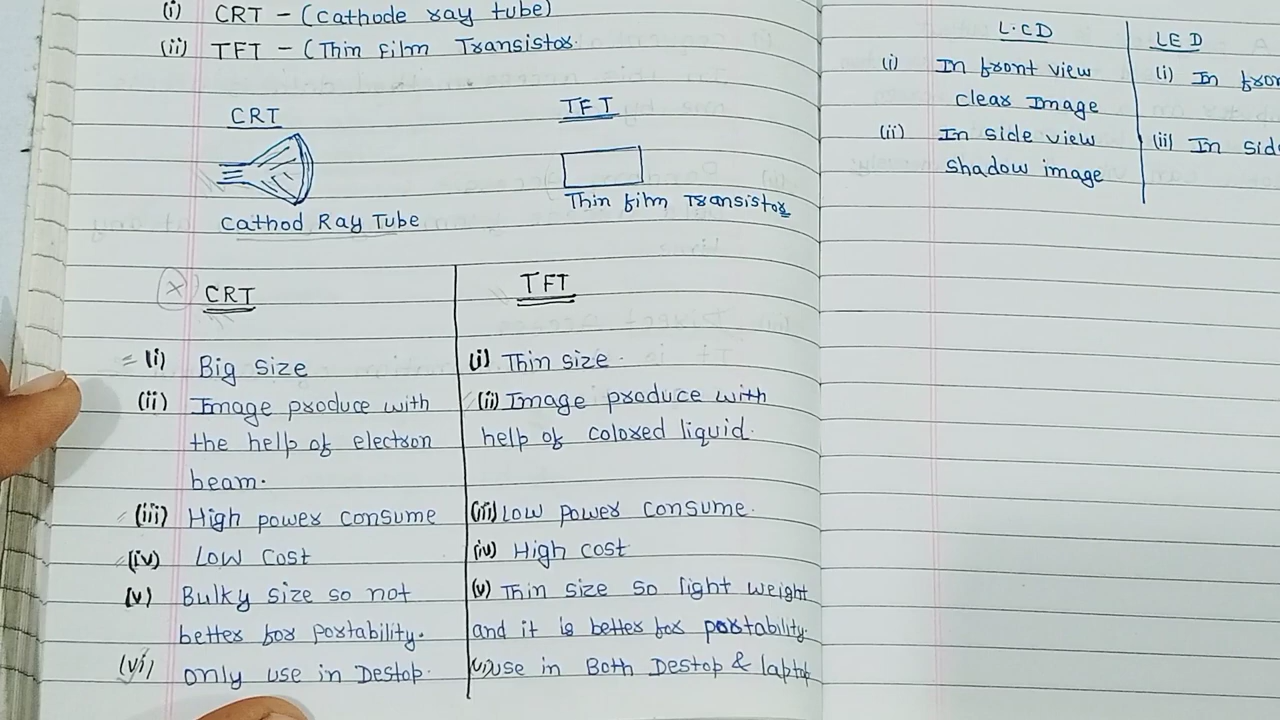 (i) CRT - (Cathode ray tube)
(ii) TFT - (Thin Film Transistor.
CRT
TFT
Cathod Ray Tube
Thin film Transistor
CRT
TFT
(i) Big size
(ii) Image produce with
the help of electron
beam.
(iii) High power consume
(iv) Low cost
(v) Bulky size so not
better for portability.
(vi) only use in Destop.
(i) Thin size.
(ii) Image produce with
help of colored liquid.
(iii) Low power consume.
(iv) High cost
(v) Thin size so light weight
and it is better for portability.
(vi) use in Both Destop & laptop
L.CD
(i) In front view
clear Image
(ii) In side view
shadow image
LED
(i) In
(ii) In